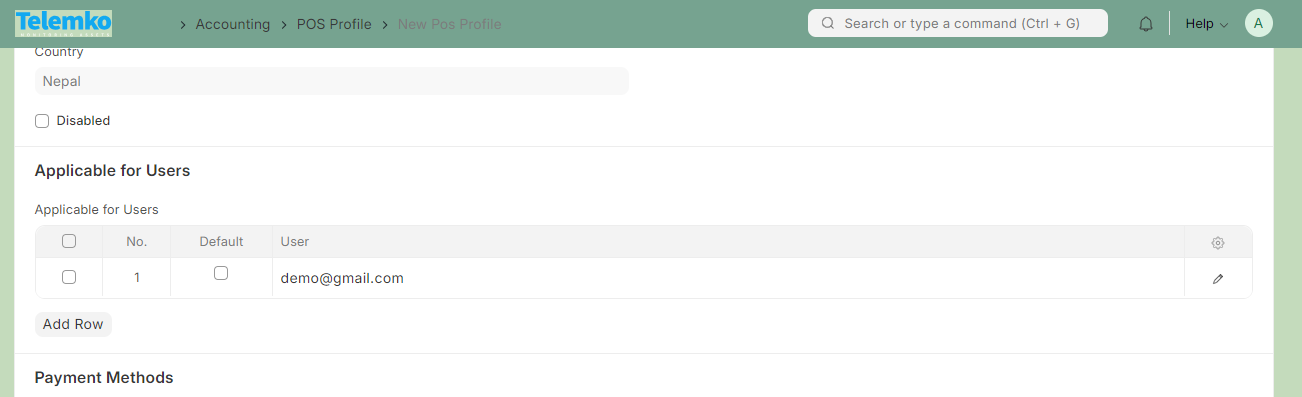 Telemko
Accounting POS Profile New Pos Profile
Search or type a command (Ctrl + G)
Help
A
Country
Nepal
Disabled
Applicable for Users
Applicable for Users
No. Default User
1 demo@gmail.com
Add Row
Payment Methods